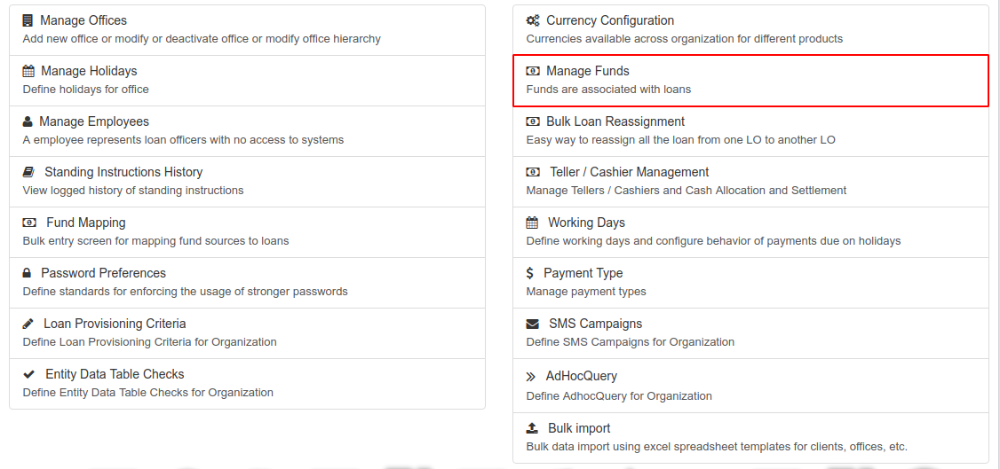 Manage Offices
Add new office or modify or deactivate office or modify office hierarchy
Manage Holidays
Define holidays for office
Manage Employees
A employee represents loan officers with no access to systems
Standing Instructions History
View logged history of standing instructions
Fund Mapping
Bulk entry screen for mapping fund sources to loans
Password Preferences
Define standards for enforcing the usage of stronger passwords
Loan Provisioning Criteria
Define Loan Provisioning Criteria for Organization
Entity Data Table Checks
Define Entity Data Table Checks for Organization
Currency Configuration
Currencies available across organization for different products
Manage Funds
Funds are associated with loans
Bulk Loan Reassignment
Easy way to reassign all the loan from one LO to another LO
Teller / Cashier Management
Manage Tellers / Cashiers and Cash Allocation and Settlement
Working Days
Define working days and configure behavior of payments due on holidays
Payment Type
Manage payment types
SMS Campaigns
Define SMS Campaigns for Organization
AdHocQuery
Define AdhocQuery for Organization
Bulk import
Bulk data import using excel spreadsheet templates for clients, offices, etc.